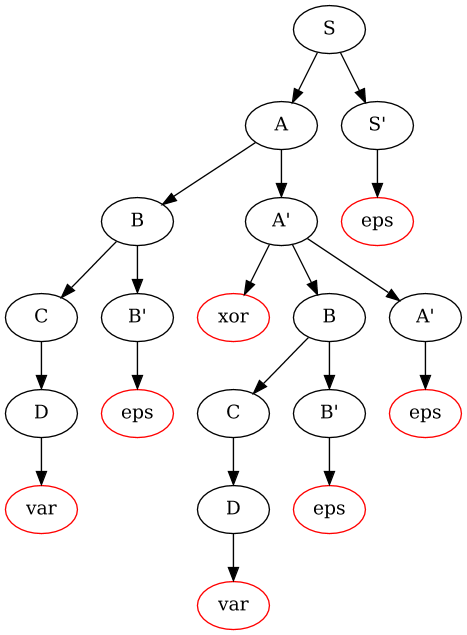 S
A S'
B A' eps
C B' xor B A'
D eps C B' eps
var D eps
var